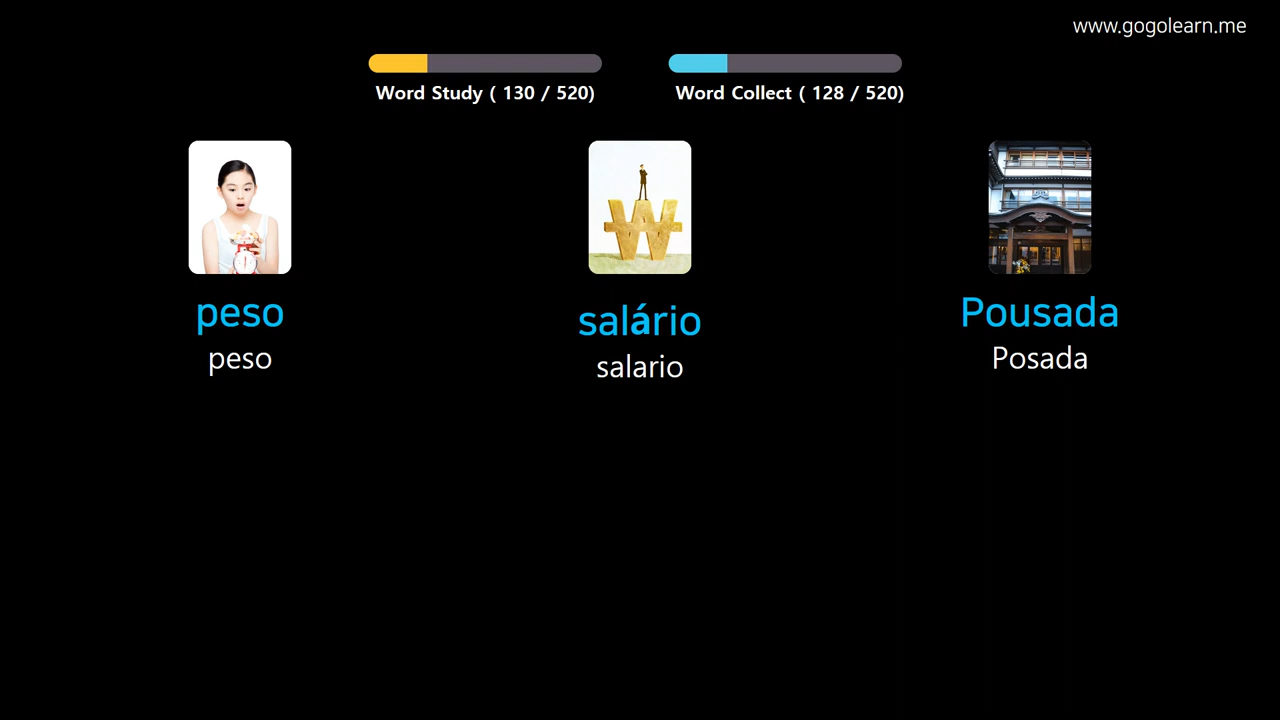 www.gogolearn.me
Word Study ( 130 / 520)
Word Collect ( 128 / 520)
peso
peso
salário
salario
Pousada
Posada